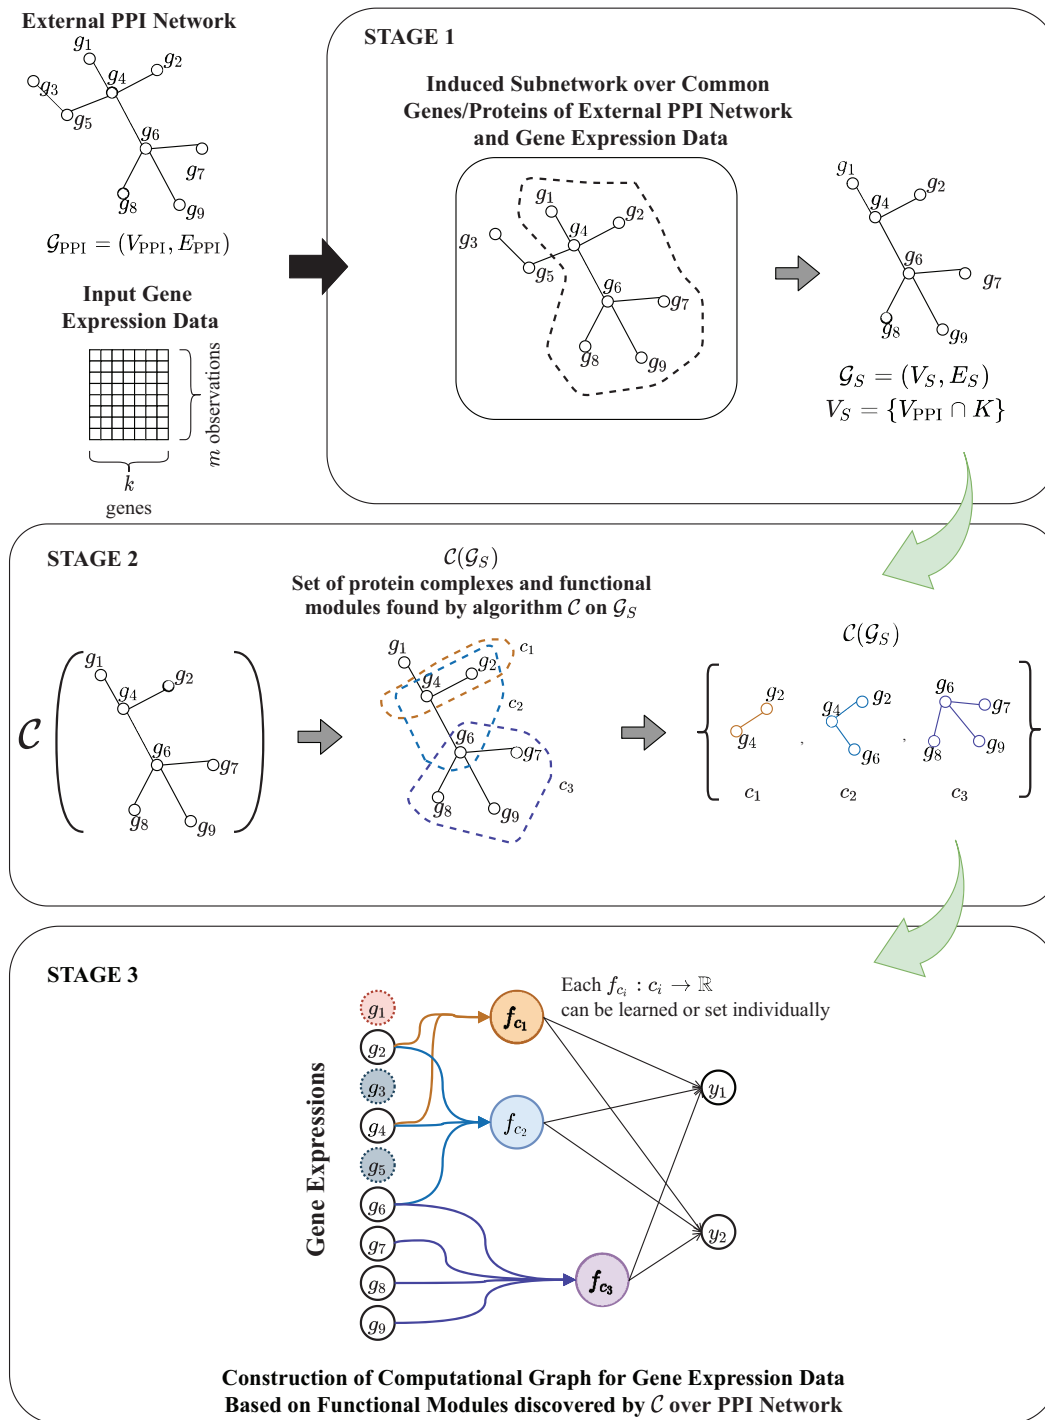 External PPI Network
g1
g2
g3
g4
g5
g6
g7
g8
g9
𝒢PPI = (VPPI, EPPI)
Input Gene
Expression Data
m observations
k
genes
STAGE 1
Induced Subnetwork over Common
Genes/Proteins of External PPI Network
and Gene Expression Data
g1
g2
g3
g4
g5
g6
g7
g8
g9
g1
g2
g4
g6
g7
g8
g9
𝒢S = (VS, ES)
VS = {VPPI ∩ K}
STAGE 2
𝒞(𝒢S)
Set of protein complexes and functional
modules found by algorithm 𝒞 on 𝒢S
𝒞
g1
g2
g4
g6
g7
g8
g9
g1
g2
g4
g6
g7
g8
g9
c1
c2
c3
𝒞(𝒢S)
g2
g4
,
g2
g4
g6
,
g6
g7
g8
g9
c1
c2
c3
STAGE 3
Each fci : ci → ℝ
can be learned or set individually
Gene Expressions
g1
g2
g3
g4
g5
g6
g7
g8
g9
fc1
fc2
fc3
y1
y2
Construction of Computational Graph for Gene Expression Data
Based on Functional Modules discovered by 𝒞 over PPI Network